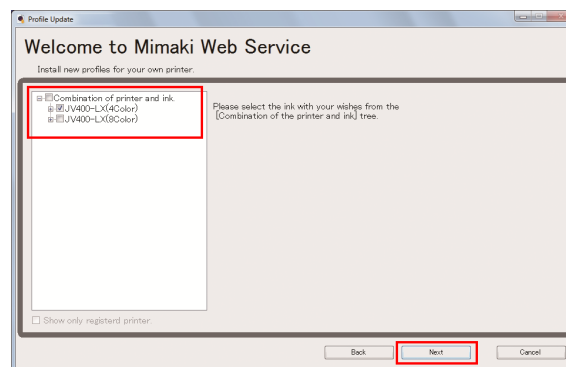 Profile Update
Welcome to Mimaki Web Service
Install new profiles for your own printer.
Combination of printer and ink.
JV400-LX(4Color)
JV400-LX(8Color)
Please select the ink with your wishes from the
[Combination of the printer and ink] tree.
Show only registerd printer.
Back Next Cancel